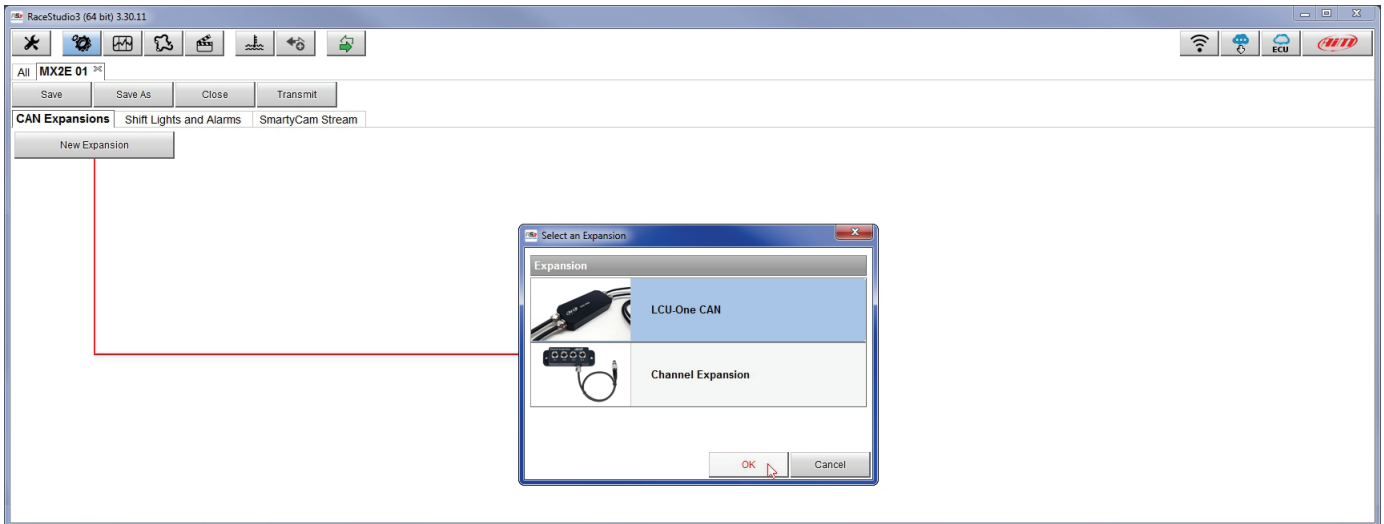 RaceStudio3 (64 bit) 3.30.11
ECU AiM
All MX2E 01
Save Save As Close Transmit
CAN Expansions Shift Lights and Alarms SmartyCam Stream
New Expansion
Select an Expansion
Expansion
LCU-One CAN
Channel Expansion
OK Cancel